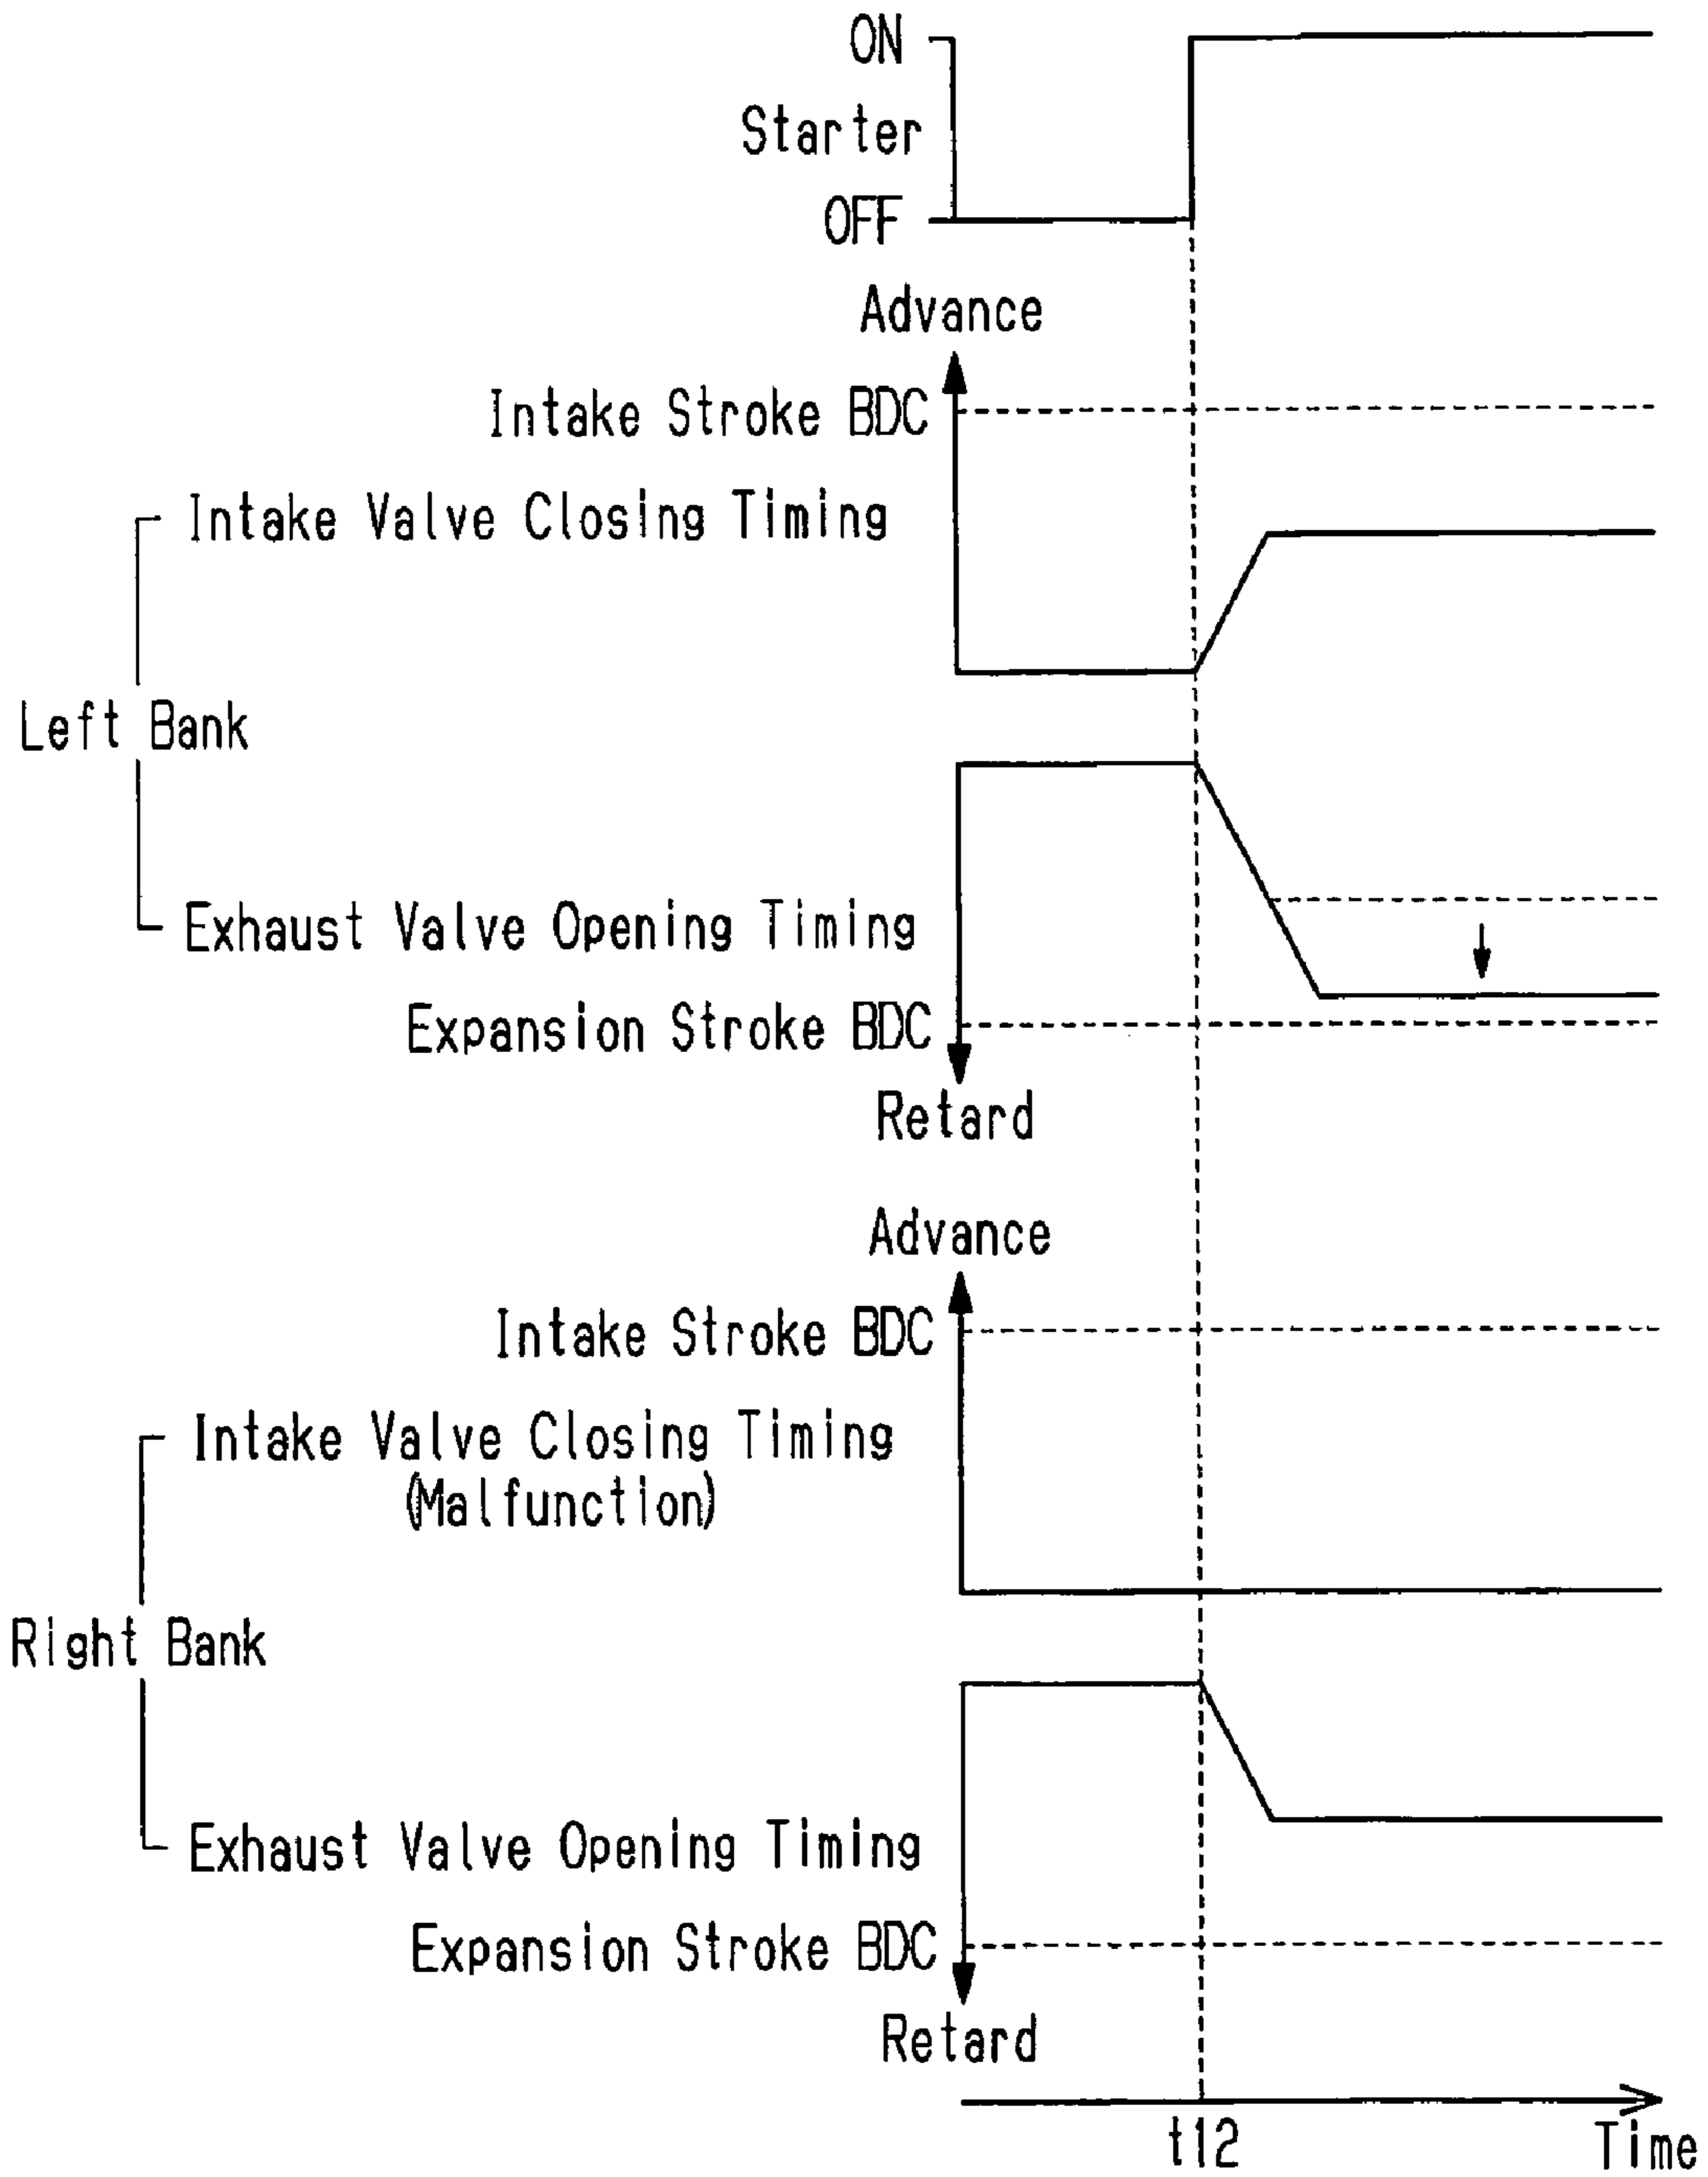 ON
Starter
OFF
Advance
Intake Stroke BDC
Intake Valve Closing Timing
Left Bank
Exhaust Valve Opening Timing
Expansion Stroke BDC
Retard
Advance
Intake Stroke BDC
Intake Valve Closing Timing
(Malfunction)
Right Bank
Exhaust Valve Opening Timing
Expansion Stroke BDC
Retard
t12
Time